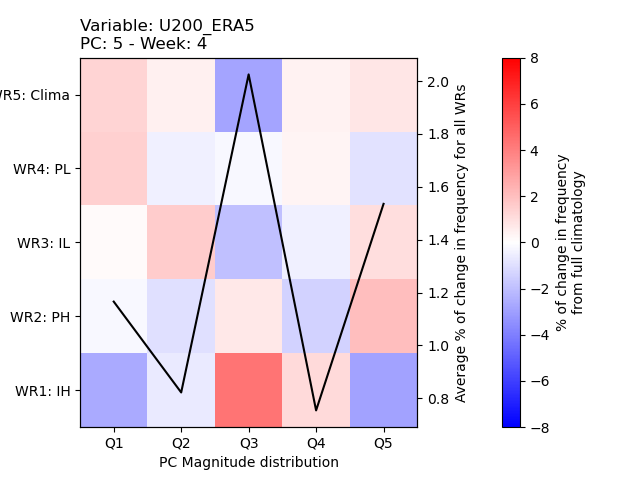 Variable: U200_ERA5
PC: 5 - Week: 4
WR5: Clima
WR4: PL
WR3: IL
WR2: PH
WR1: IH
Q1 Q2 Q3 Q4 Q5
PC Magnitude distribution
2.0
1.8
1.6
1.4
1.2
1.0
0.8
Average % of change in frequency for all WRs
8
6
4
2
0
−2
−4
−6
−8
% of change in frequency
from full climatology